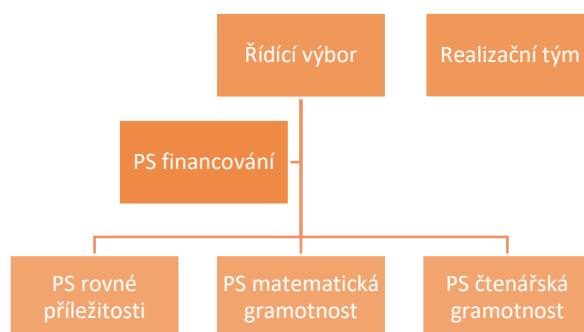 Řídící výbor
Realizační tým
PS financování
PS rovné
příležitosti
PS matematická
gramotnost
PS čtenářská
gramotnost